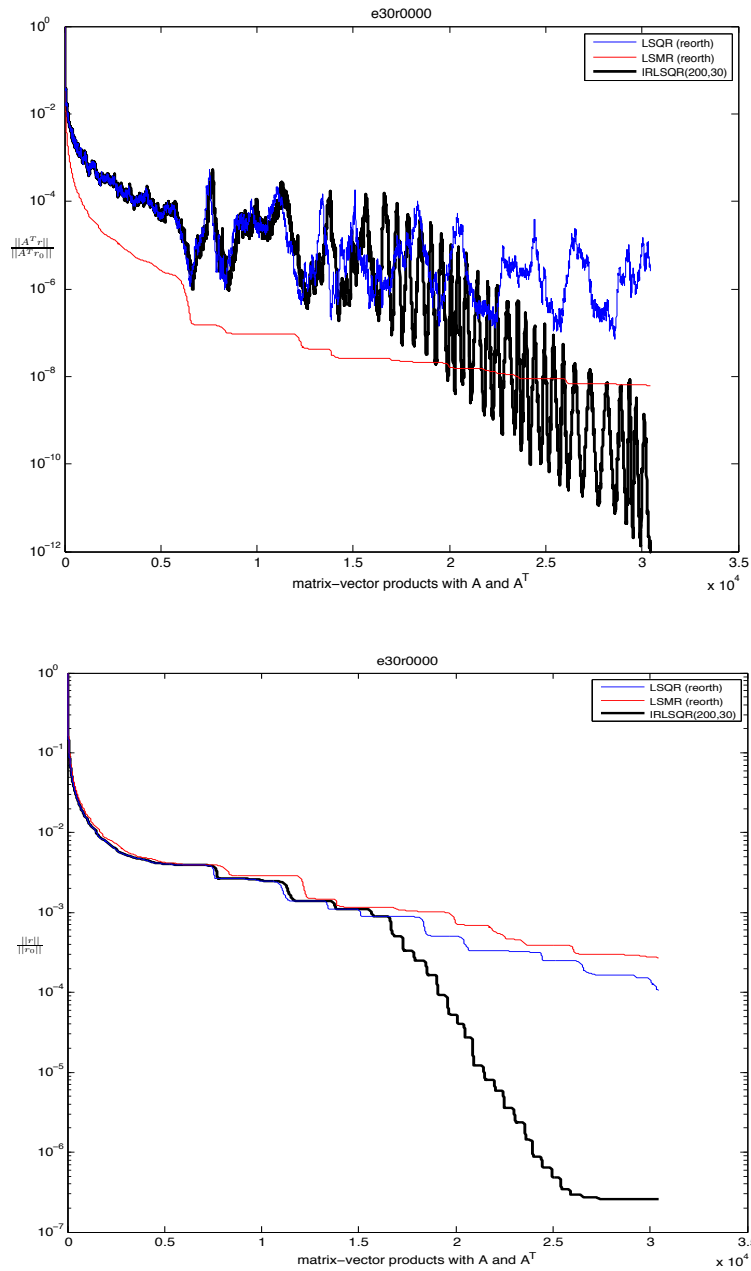 e30r0000
10^0
LSQR (reorth)
LSMR (reorth)
IRLSQR(200,30)
10^−2
10^−4
||A^T r||
||A^T r_0||
10^−6
10^−8
10^−10
10^−12
0 0.5 1 1.5 2 2.5 3 3.5
matrix−vector products with A and A^T
x 10^4
e30r0000
10^0
LSQR (reorth)
LSMR (reorth)
IRLSQR(200,30)
10^−1
10^−2
10^−3
||r||
||r_0||
10^−4
10^−5
10^−6
10^−7
0 0.5 1 1.5 2 2.5 3 3.5
matrix−vector products with A and A^T
x 10^4